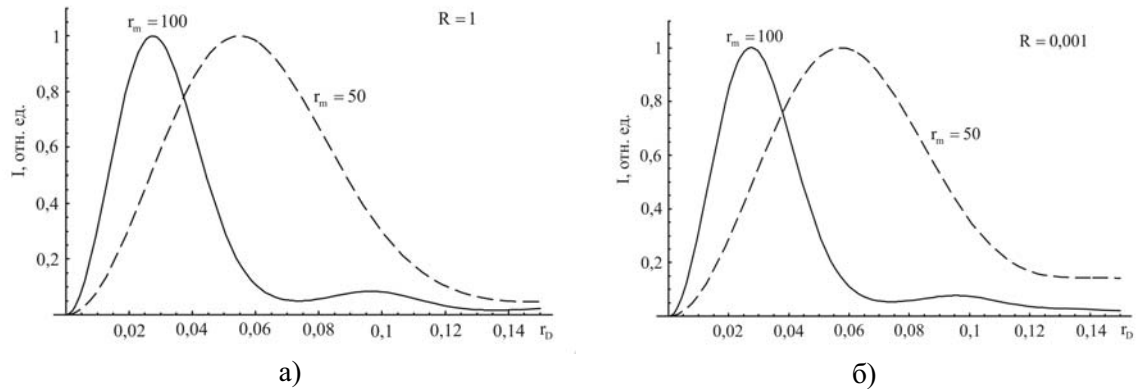 r_m = 100
R = 1
r_m = 50
I, отн. ед.
1
0,8
0,6
0,4
0,2
0,02 0,04 0,06 0,08 0,1 0,12 0,14 r_D
а)
r_m = 100
R = 0,001
r_m = 50
I, отн. ед.
1
0,8
0,6
0,4
0,2
0,02 0,04 0,06 0,08 0,1 0,12 0,14 r_D
б)